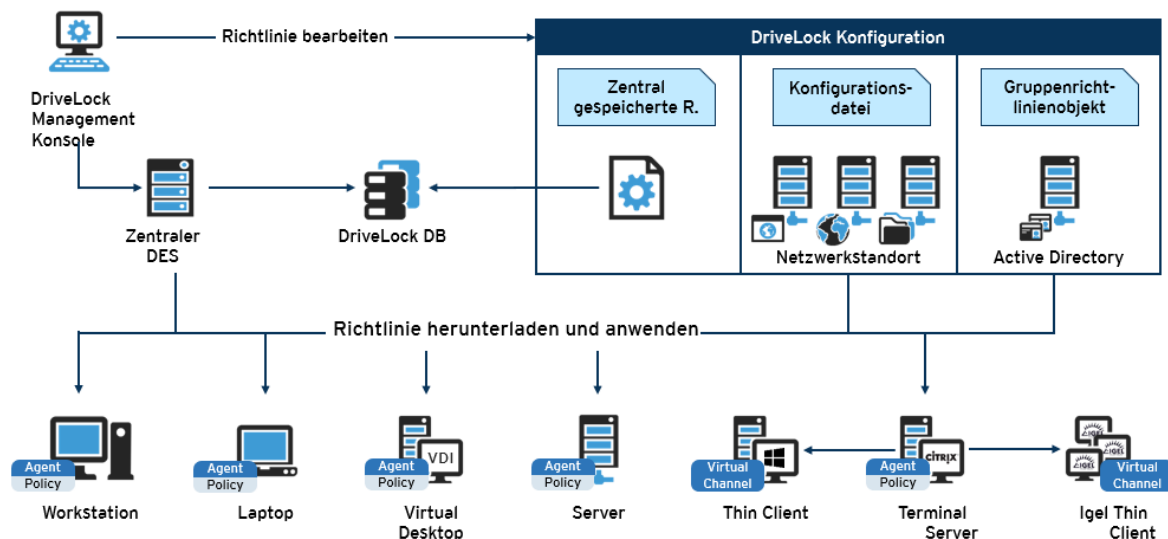 Richtlinie bearbeiten
DriveLock Konfiguration
DriveLock
Management
Konsole
Zentral
gespeicherte R.
Konfigurations-
datei
Gruppenricht-
linienobjekt
Zentraler
DES
DriveLock DB
Netzwerkstandort
Active Directory
Richtlinie herunterladen und anwenden
Agent
Policy
Workstation
Agent
Policy
Laptop
VDI
Agent
Policy
Virtual
Desktop
Agent
Policy
Server
Virtual
Channel
Thin Client
CITRIX
Agent
Policy
Terminal
Server
IGEL
IGEL
IGEL
Virtual
Channel
Igel Thin
Client